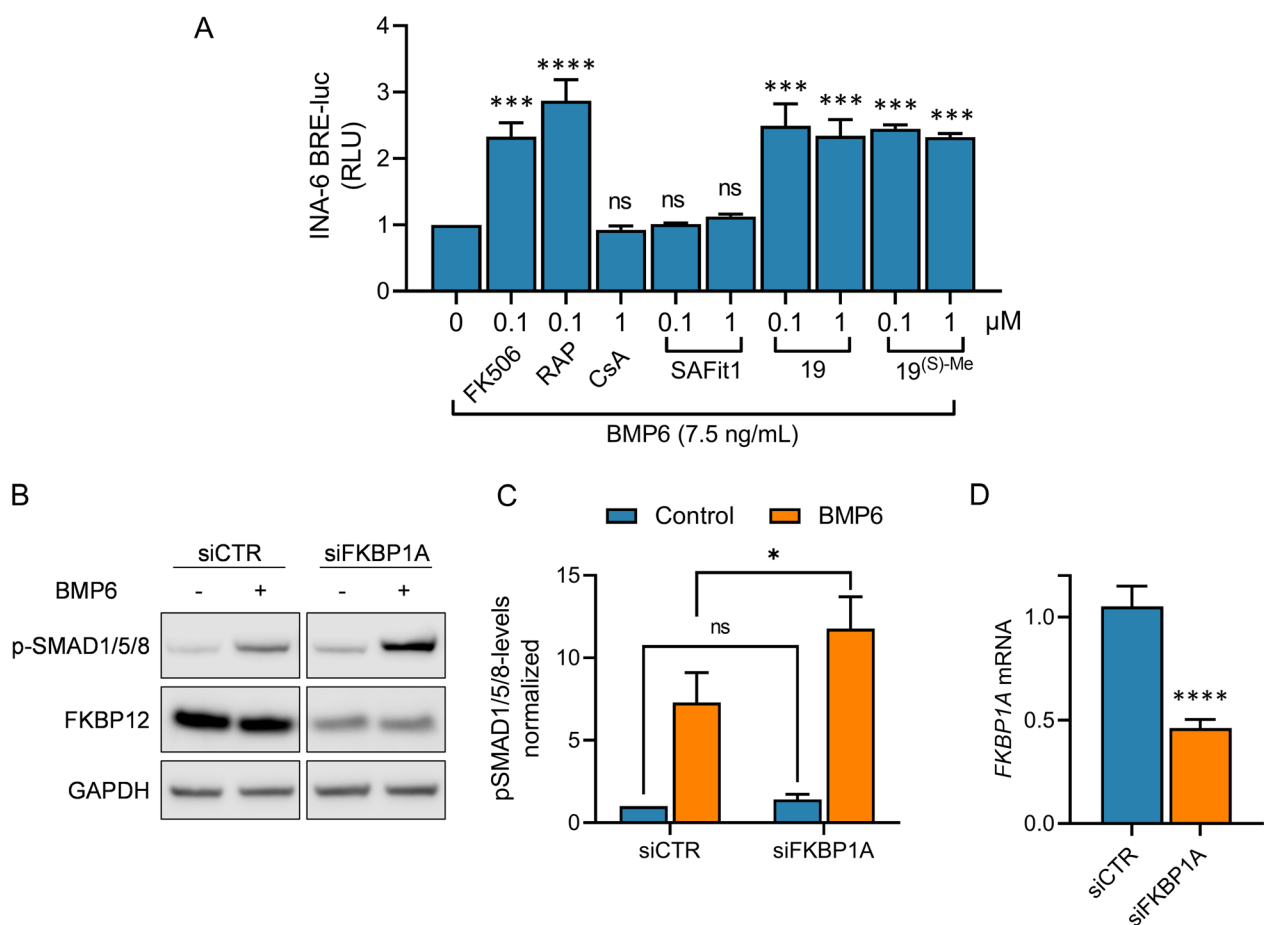 A
INA-6 BRE-luc
(RLU)
4
3
2
1
0
*** **** ns ns ns *** *** *** ***
0 0.1 0.1 1 0.1 1 0.1 1 0.1 1 µM
FK506 RAP CsA SAFit1 19 19(S)-Me
BMP6 (7.5 ng/mL)
B
siCTR siFKBP1A
BMP6 - + - +
p-SMAD1/5/8
FKBP12
GAPDH
C
Control BMP6
pSMAD1/5/8-levels
normalized
15
10
5
0
*
ns
siCTR siFKBP1A
D
FKBP1A mRNA
1.0
0.5
0.0
****
siCTR
siFKBP1A